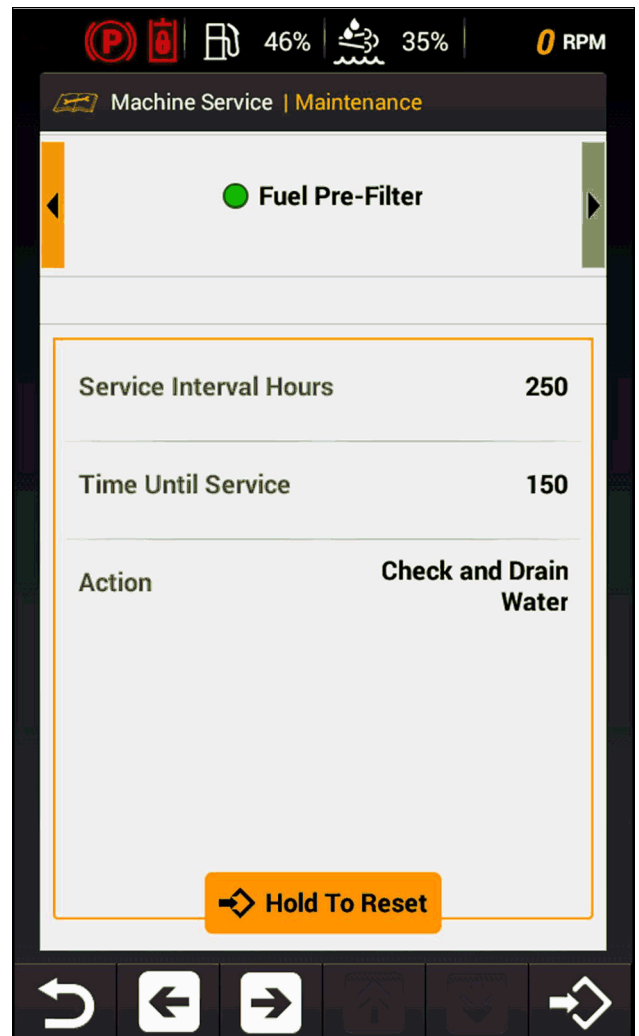 P 46% 35% 0 RPM
Machine Service | Maintenance
Fuel Pre-Filter
Service Interval Hours 250
Time Until Service 150
Action Check and Drain
Water
Hold To Reset